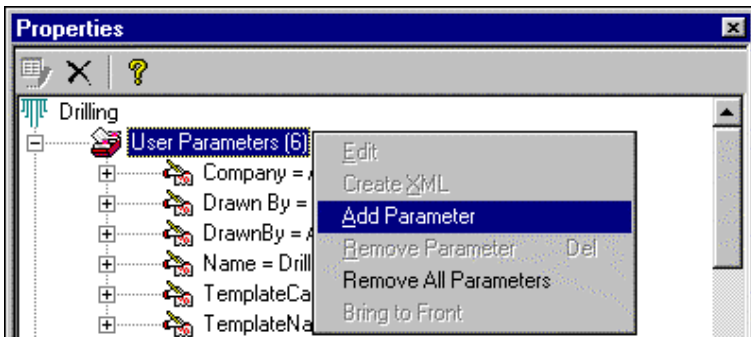 Properties
Drilling
User Parameters (6)
Company = A
Drawn By =
DrawnBy = A
Name = Drill
TemplateCa
TemplateNa
Edit
Create XML
Add Parameter
Remove Parameter Del
Remove All Parameters
Bring to Front